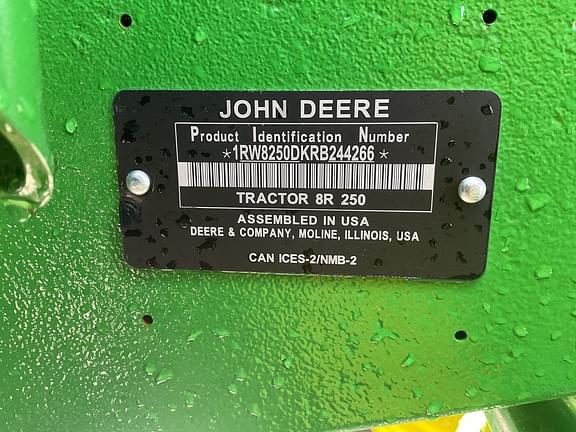 JOHN DEERE
Product Identification Number
*1RW8250DKRB244266*
TRACTOR 8R 250
ASSEMBLED IN USA
DEERE & COMPANY, MOLINE, ILLINOIS, USA
CAN ICES-2/NMB-2